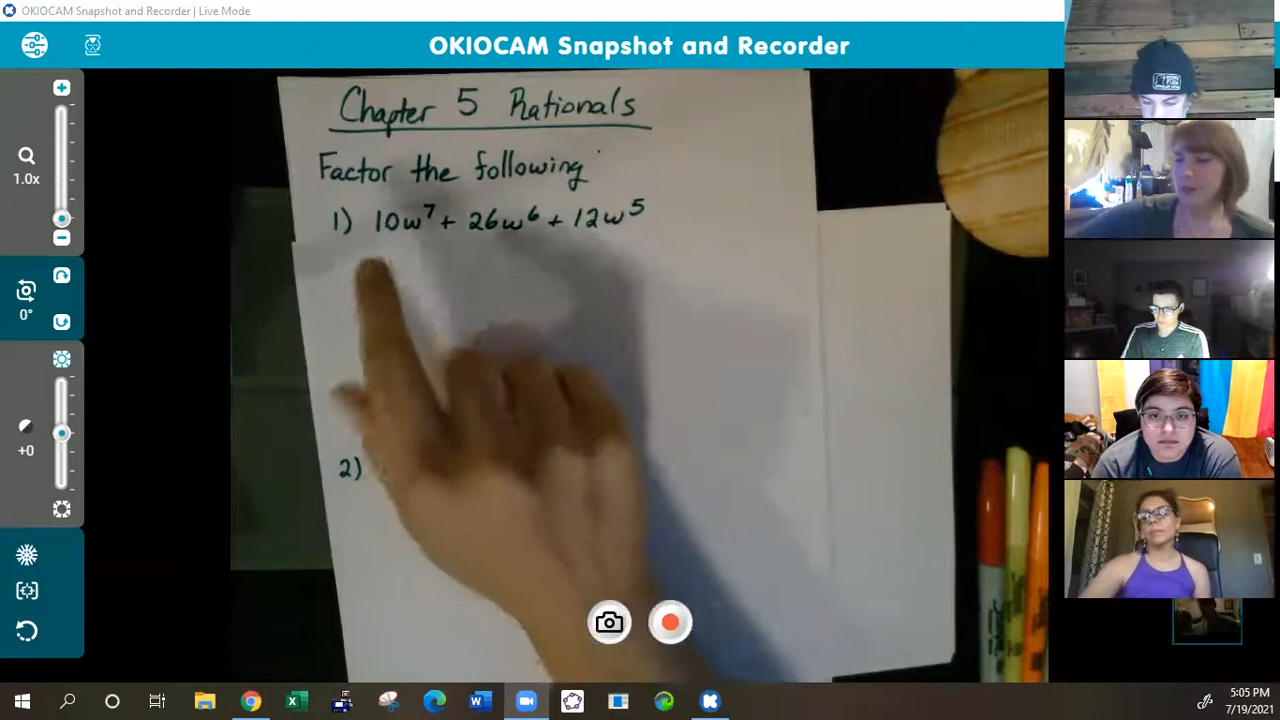 OKIOCAM Snapshot and Recorder | Live Mode
OKIOCAM Snapshot and Recorder
1.0x
0°
+0
Chapter 5 Rationals
Factor the following
1) 10w⁷ + 26w⁶ + 12w⁵
2)
5:05 PM
7/19/2021